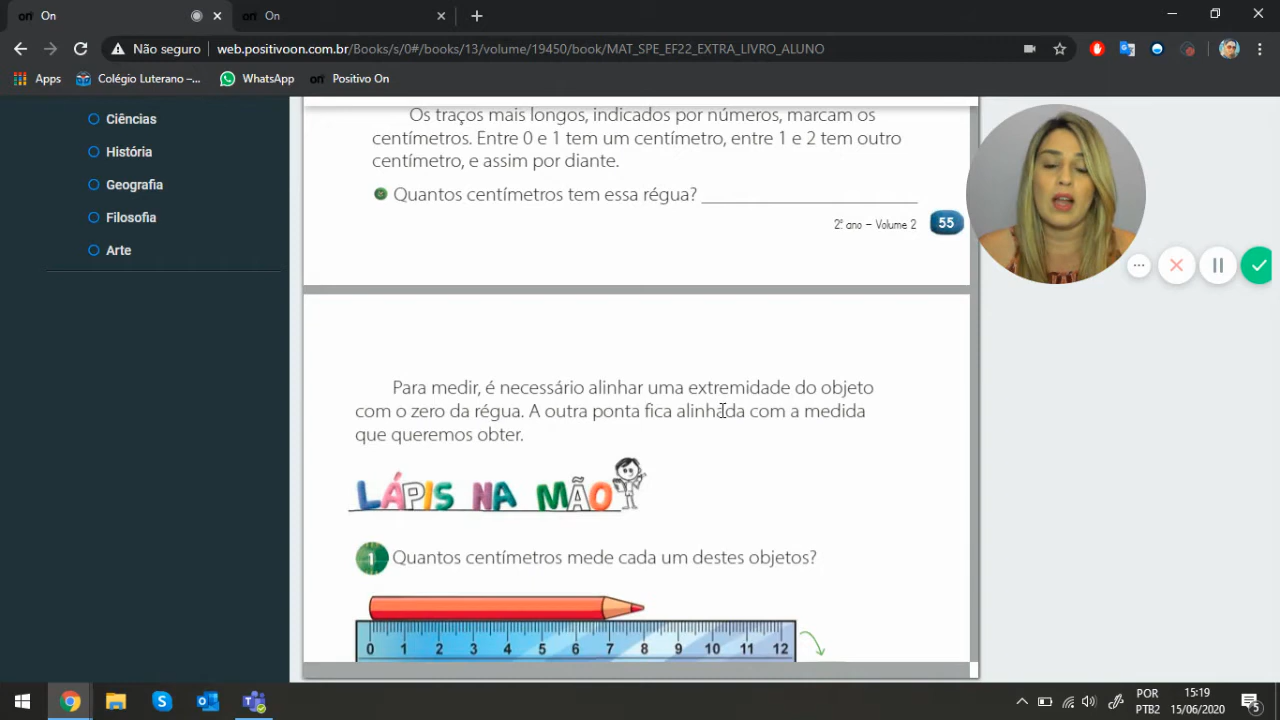 On
On
Não seguro
web.positivoon.com.br/Books/s/0#/books/13/volume/19450/book/MAT_SPE_EF22_EXTRA_LIVRO_ALUNO
Apps
Colégio Luterano –...
WhatsApp
Positivo On
Ciências
História
Geografia
Filosofia
Arte
Os traços mais longos, indicados por números, marcam os
centímetros. Entre 0 e 1 tem um centímetro, entre 1 e 2 tem outro
centímetro, e assim por diante.
Quantos centímetros tem essa régua?
2º. ano – Volume 2
55
Para medir, é necessário alinhar uma extremidade do objeto
com o zero da régua. A outra ponta fica alinhada com a medida
que queremos obter.
LÁPIS NA MÃO
1 Quantos centímetros mede cada um destes objetos?
0 1 2 3 4 5 6 7 8 9 10 11 12
POR
PTB2
15:19
15/06/2020
5